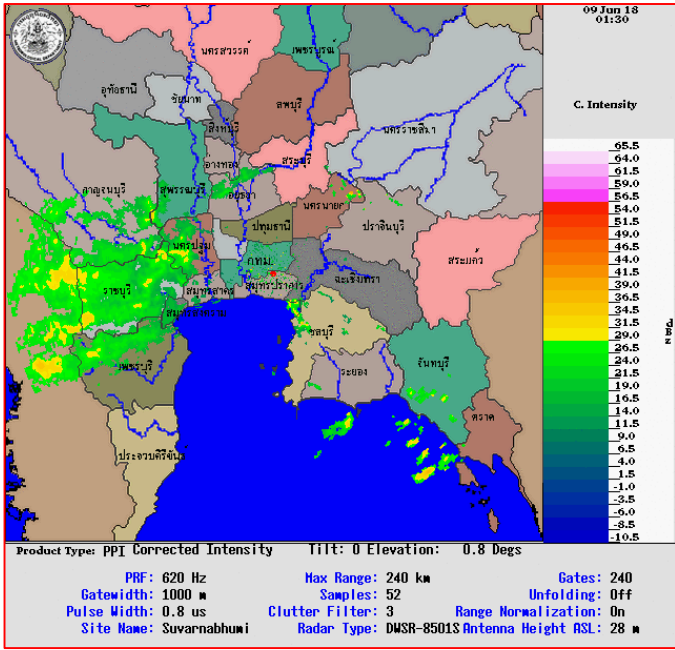 09 Jun 18
01:30
C. Intensity
65.5
64.0
61.5
59.0
56.5
54.0
51.5
49.0
46.5
44.0
41.5
39.0
36.5
34.0
31.5
29.0
26.5
24.0
21.5
19.0
16.5
14.0
11.5
9.0
6.5
4.0
1.5
-1.0
-3.5
-6.0
-8.5
-10.5
นครสวรรค์
เพชรบูรณ์
อุทัยธานี
ชัยนาท
ลพบุรี
สิงห์บุรี
นครราชสีมา
อ่างทอง
สระบุรี
กาญจนบุรี
สุพรรณบุรี
อยุธยา
นครนายก
ปทุมธานี
ปราจีนบุรี
นครปฐม
สระแก้ว
ก.ท.ม.
ฉะเชิงเทรา
ราชบุรี
สมุทรสาคร
สมุทรปราการ
สมุทรสงคราม
ชลบุรี
เพชรบุรี
ระยอง
จันทบุรี
ตราด
ประจวบคีรีขันธ์
Product Type: PPI Corrected Intensity Tilt: 0 Elevation: 0.8 Degs
PRF: 620 Hz Max Range: 240 km Gates: 240
Gatewidth: 1000 m Samples: 52 Unfolding: Off
Pulse Width: 0.8 us Clutter Filter: 3 Range Normalization: On
Site Name: Suvarnabhumi Radar Type: DWSR-8501S Antenna Height ASL: 28 m